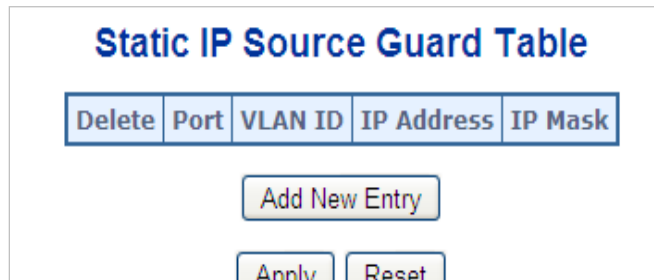 Static IP Source Guard Table
Delete Port VLAN ID IP Address IP Mask
Add New Entry
Apply Reset